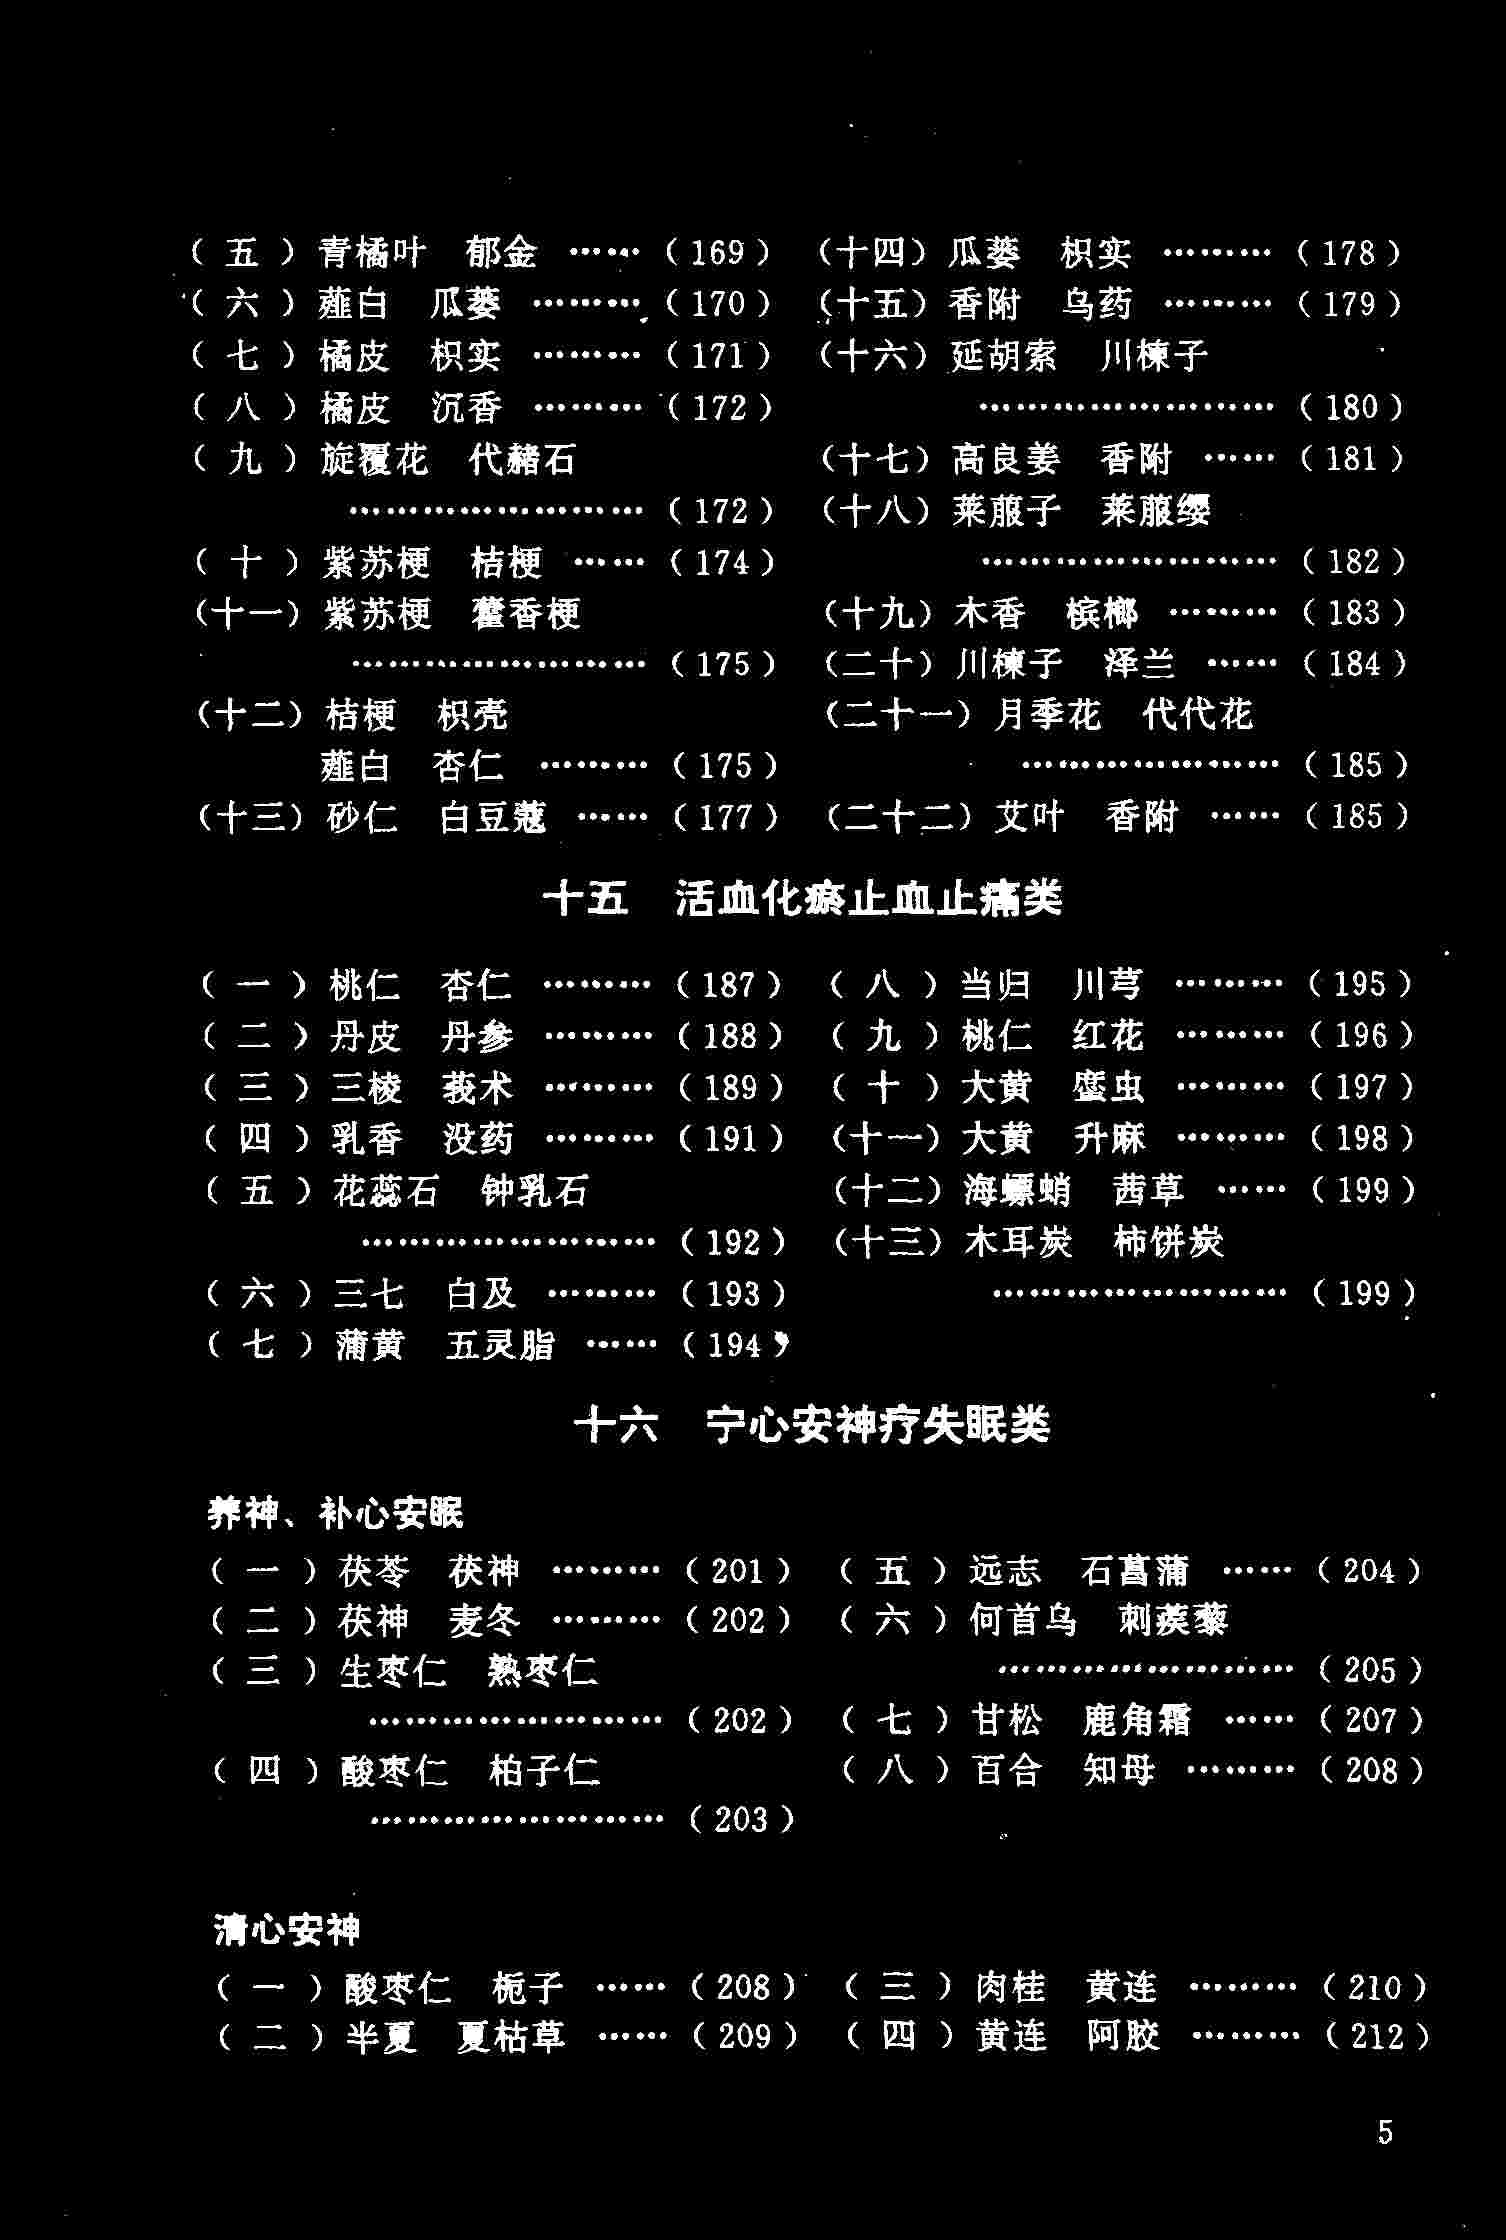 （五）青橘叶 郁金 ……（169）
（六）薤白 瓜蒌 ………（170）
（七）橘皮 枳实 ………（171）
（八）橘皮 沉香 ………（172）
（九）旋覆花 代赭石
………………………（172）
（十）紫苏梗 桔梗 ……（174）
（十一）紫苏梗 藿香梗
………………………（175）
（十二）桔梗 枳壳
薤白 杏仁 ………（175）
（十三）砂仁 白豆蔻 ……（177）
（十四）瓜蒌 枳实 ………（178）
（十五）香附 乌药 ………（179）
（十六）延胡索 川楝子
………………………（180）
（十七）高良姜 香附 ……（181）
（十八）莱菔子 莱菔缨
………………………（182）
（十九）木香 槟榔 ………（183）
（二十）川楝子 泽兰 ……（184）
（二十一）月季花 代代花
……………………（185）
（二十二）艾叶 香附 ……（185）
十五 活血化瘀止血止痛类
（一）桃仁 杏仁 ………（187）
（二）丹皮 丹参 ………（188）
（三）三棱 莪术 ………（189）
（四）乳香 没药 ………（191）
（五）花蕊石 钟乳石
………………………（192）
（六）三七 白及 ………（193）
（七）蒲黄 五灵脂 ……（194）
（八）当归 川芎 ………（195）
（九）桃仁 红花 ………（196）
（十）大黄 䗪虫 ………（197）
（十一）大黄 升麻 ………（198）
（十二）海螵蛸 茜草 ……（199）
（十三）木耳炭 柿饼炭
………………………（199）
十六 宁心安神疗失眠类
养神、补心安眠
（一）茯苓 茯神 ………（201）
（二）茯神 麦冬 ………（202）
（三）生枣仁 熟枣仁
………………………（202）
（四）酸枣仁 柏子仁
………………………（203）
（五）远志 石菖蒲 ……（204）
（六）何首乌 刺蒺藜
………………………（205）
（七）甘松 鹿角霜 ……（207）
（八）百合 知母 ………（208）
清心安神
（一）酸枣仁 栀子 ……（208）
（二）半夏 夏枯草 ……（209）
（三）肉桂 黄连 ………（210）
（四）黄连 阿胶 ………（212）
5